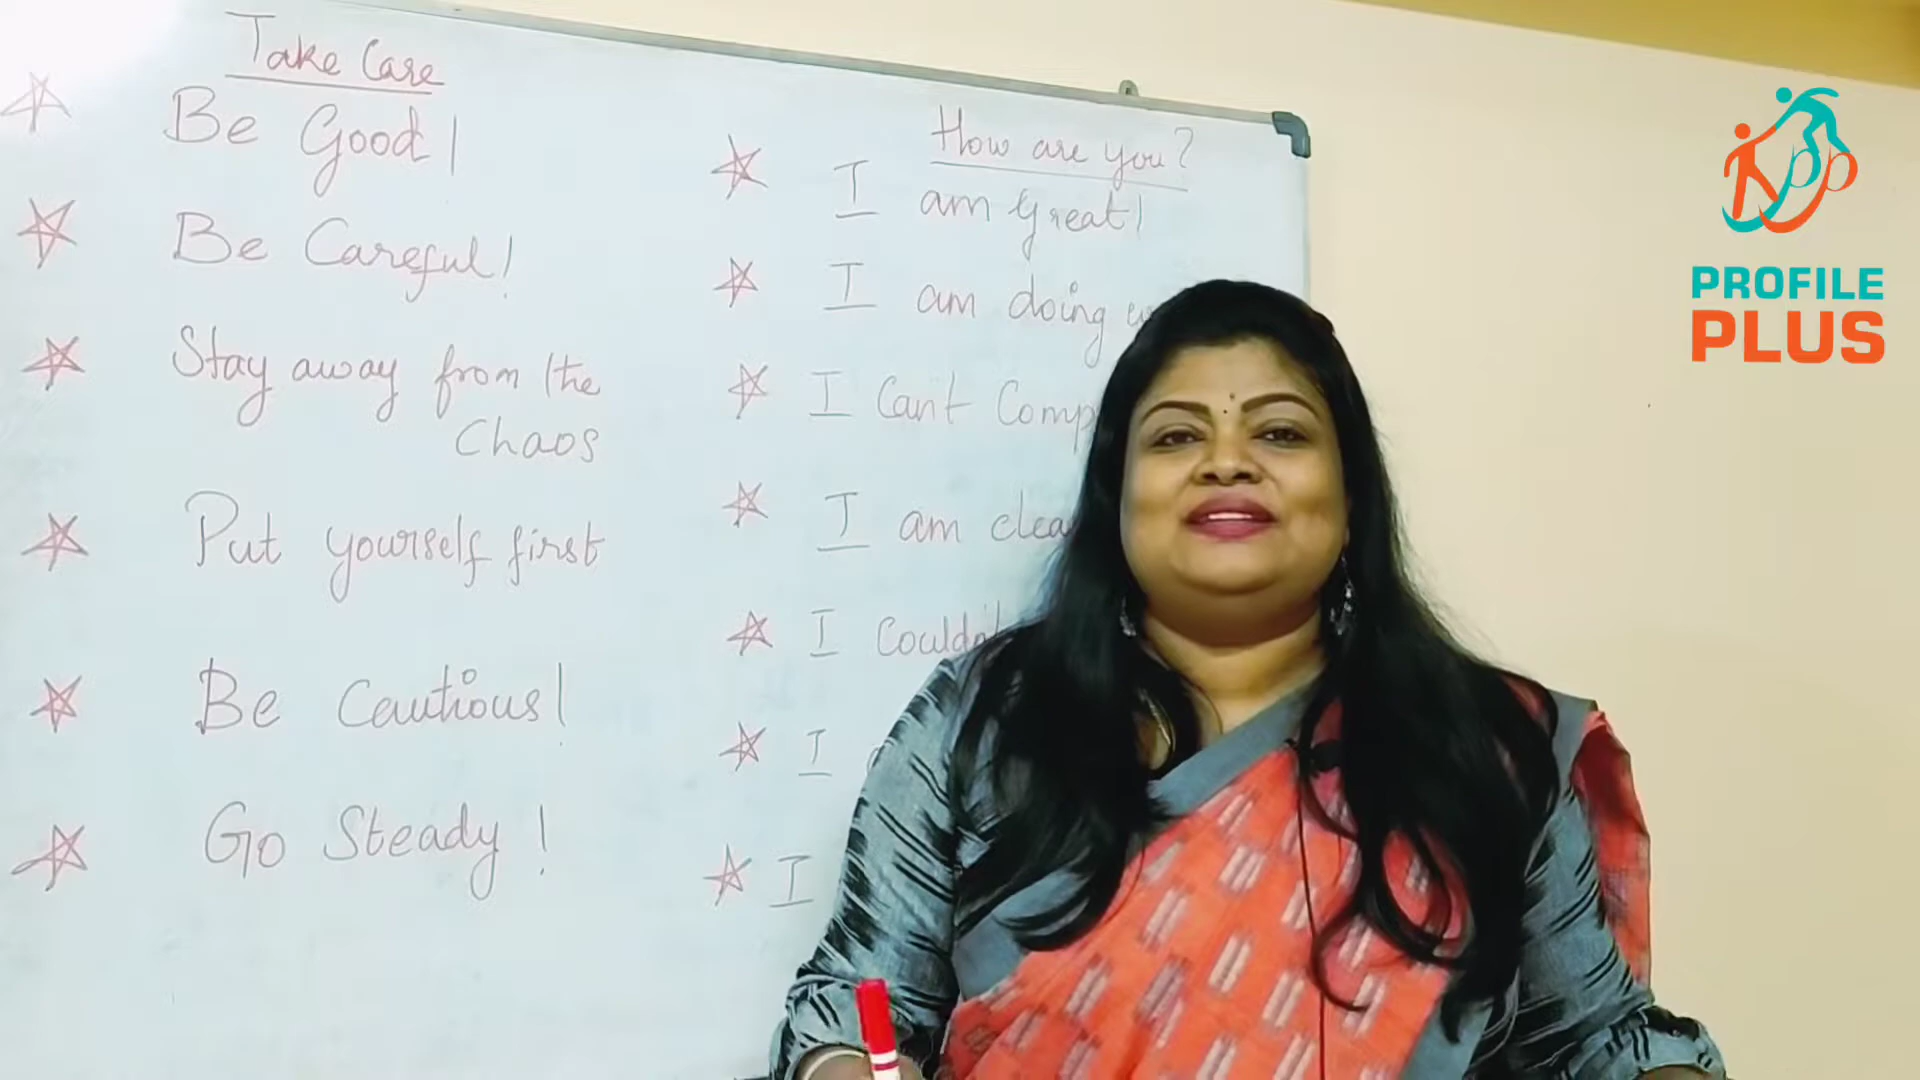 Take Care
Be Good!
Be Careful!
Stay away from the
Chaos
Put yourself first
Be Cautious!
Go Steady!
How are you?
I am Great!
I am doing
I Can't
I am
I
I
I
PROFILE
PLUS